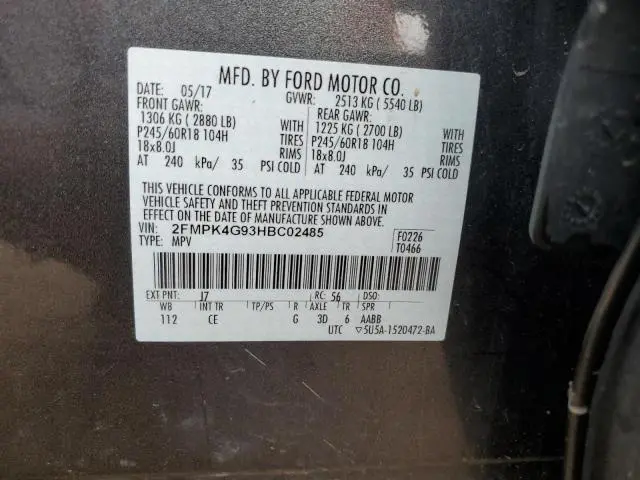 MFD. BY FORD MOTOR CO.
DATE: 05/17 GVWR: 2513 KG ( 5540 LB)
FRONT GAWR: REAR GAWR:
1306 KG ( 2880 LB) WITH 1225 KG ( 2700 LB) WITH
P245/60R18 104H TIRES P245/60R18 104H TIRES
18x8.0J RIMS 18x8.0J RIMS
AT 240 kPa/ 35 PSI COLD AT 240 kPa/ 35 PSI COLD
THIS VEHICLE CONFORMS TO ALL APPLICABLE FEDERAL MOTOR
VEHICLE SAFETY AND THEFT PREVENTION STANDARDS IN
EFFECT ON THE DATE OF MANUFACTURE SHOWN ABOVE.
VIN: 2FMPK4G93HBC02485 F0226
TYPE: MPV T0466
EXT PNT: J7 RC: 56 DSO:
WB INT TR TP/PS R AXLE TR SPR
112 CE G 3D 6 AABB
UTC ▽5U5A-1520472-BA